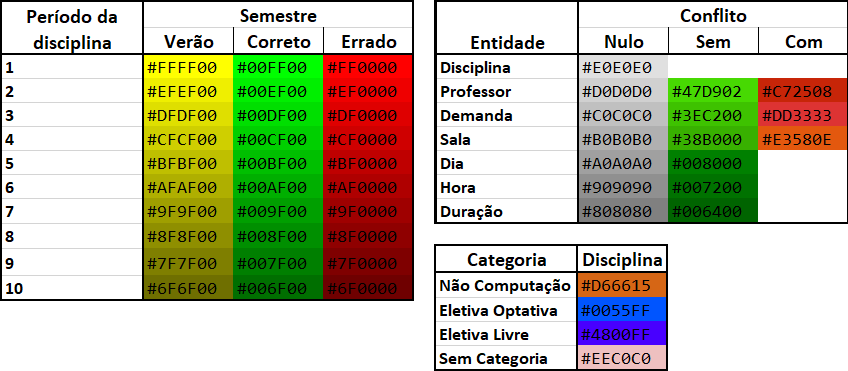 Período da disciplina Semestre
Verão Correto Errado
1 #FFFF00 #00FF00 #FF0000
2 #EFEF00 #00EF00 #EF0000
3 #DFDF00 #00DF00 #DF0000
4 #CFCF00 #00CF00 #CF0000
5 #BFBF00 #00BF00 #BF0000
6 #AFAF00 #00AF00 #AF0000
7 #9F9F00 #009F00 #9F0000
8 #8F8F00 #008F00 #8F0000
9 #7F7F00 #007F00 #7F0000
10 #6F6F00 #006F00 #6F0000
Conflito
Entidade Nulo Sem Com
Disciplina #E0E0E0
Professor #D0D0D0 #47D902 #C72508
Demanda #C0C0C0 #3EC200 #DD3333
Sala #B0B0B0 #38B000 #E3580E
Dia #A0A0A0 #008000
Hora #909090 #007200
Duração #808080 #006400
Categoria Disciplina
Não Computação #D66615
Eletiva Optativa #0055FF
Eletiva Livre #4800FF
Sem Categoria #EEC0C0